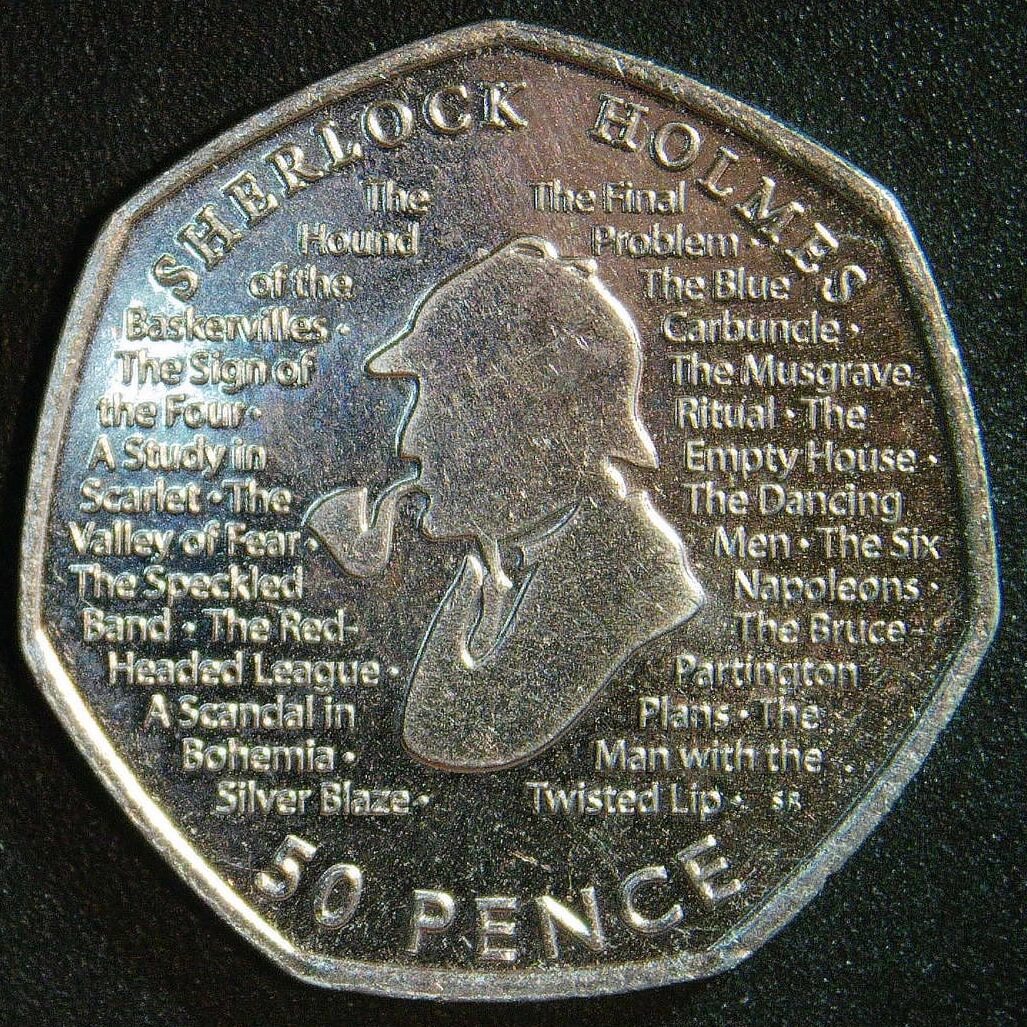 SHERLOCK HOLMES
The
Hound
of the
Baskervilles •
The Sign of
the Four •
A Study in
Scarlet • The
Valley of Fear •
The Speckled
Band • The Red-
Headed League •
A Scandal in
Bohemia •
Silver Blaze •
The Final
Problem •
The Blue
Carbuncle •
The Musgrave
Ritual • The
Empty House •
The Dancing
Men • The Six
Napoleons •
The Bruce-
Partington
Plans • The
Man with the
Twisted Lip •
SR
50 PENCE